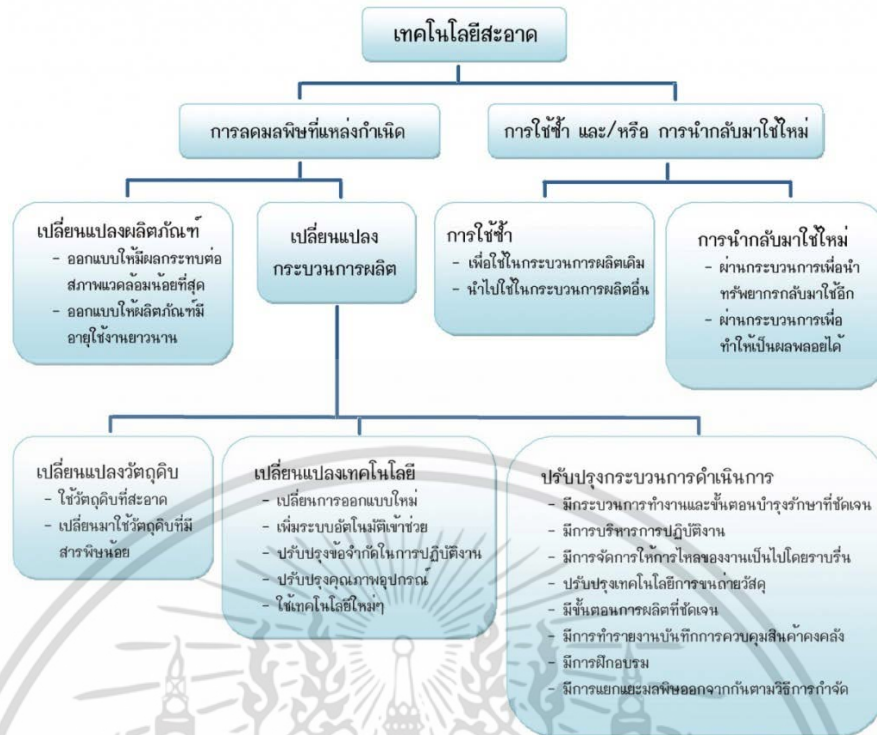 เทคโนโลยีสะอาด
การลดมลพิษที่แหล่งกำเนิด
การใช้ซ้ำ และ/หรือ การนำกลับมาใช้ใหม่
เปลี่ยนแปลงผลิตภัณฑ์
- ออกแบบให้มีผลกระทบต่อ
สภาพแวดล้อมน้อยที่สุด
- ออกแบบให้ผลิตภัณฑ์มี
อายุใช้งานยาวนาน
เปลี่ยนแปลง
กระบวนการผลิต
การใช้ซ้ำ
- เพื่อใช้ในกระบวนการผลิตเดิม
- นำไปใช้ในกระบวนการผลิตอื่น
การนำกลับมาใช้ใหม่
- ผ่านกระบวนการเพื่อนำ
ทรัพยากรกลับมาใช้อีก
- ผ่านกระบวนการเพื่อ
ทำให้เป็นผลพลอยได้
เปลี่ยนแปลงวัตถุดิบ
- ใช้วัตถุดิบที่สะอาด
- เปลี่ยนมาใช้วัตถุดิบที่มี
สารพิษน้อย
เปลี่ยนแปลงเทคโนโลยี
- เปลี่ยนการออกแบบใหม่
- เพิ่มระบบอัตโนมัติเข้าช่วย
- ปรับปรุงข้อจำกัดในการปฏิบัติงาน
- ปรับปรุงคุณภาพอุปกรณ์
- ใช้เทคโนโลยีใหม่ๆ
ปรับปรุงกระบวนการดำเนินการ
- มีกระบวนการทำงานและขั้นตอนบำรุงรักษาที่ชัดเจน
- มีการบริหารการปฏิบัติงาน
- มีการจัดการให้การไหลของงานเป็นไปโดยราบรื่น
- ปรับปรุงเทคโนโลยีการขนถ่ายวัสดุ
- มีขั้นตอนการผลิตที่ชัดเจน
- มีการทำรายงานบันทึกการควบคุมสินค้าคงคลัง
- มีการฝึกอบรม
- มีการแยกแยะมลพิษออกจากกันตามวิธีการกำจัด